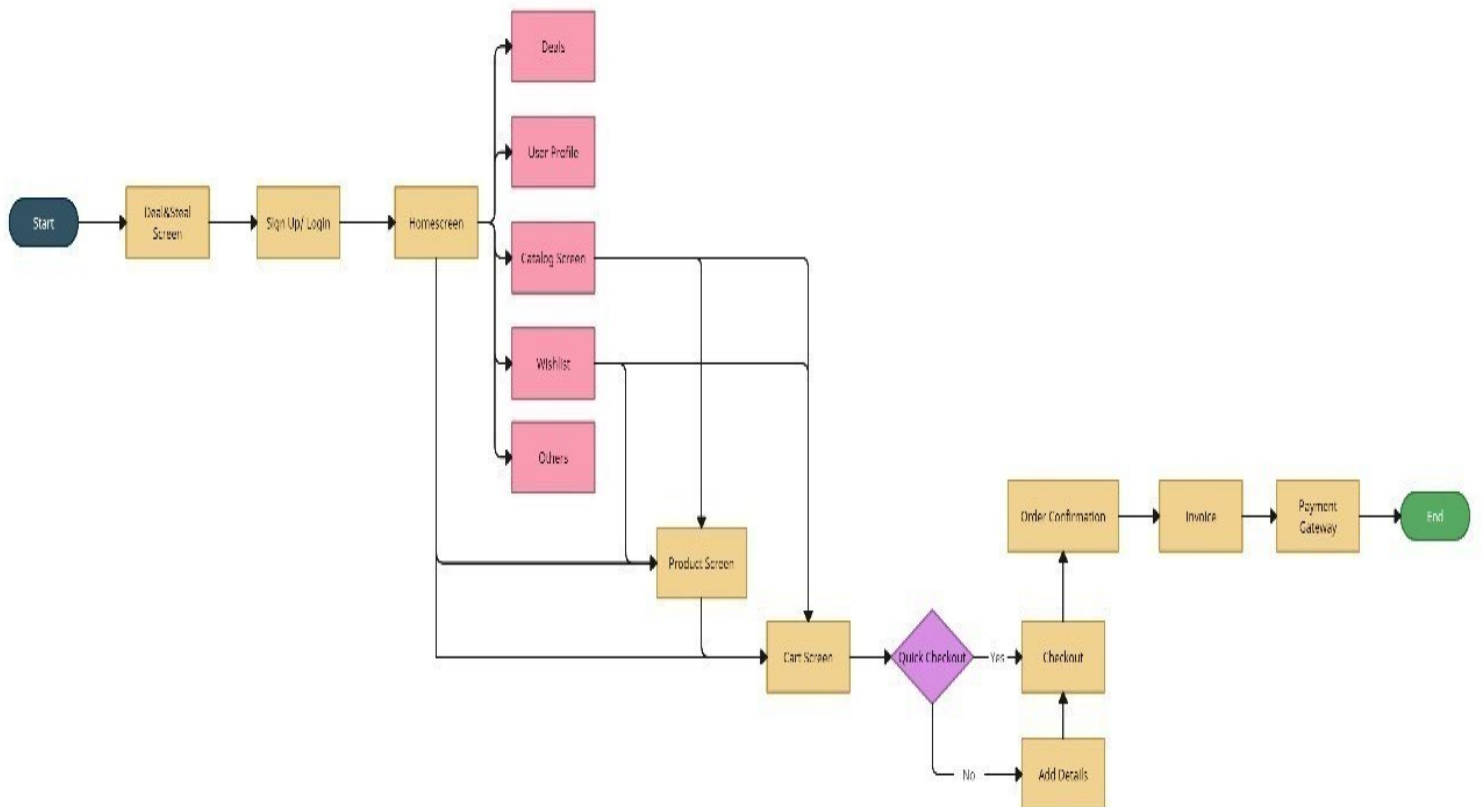 Deals
User Profile
Start
Deal&Steal
Screen
Sign Up/ Login
Homescreen
Catalog Screen
Wishlist
Others
Product Screen
Order Confirmation
Invoice
Payment
Gateway
End
Cart Screen
Quick Checkout
Yes
Checkout
No
Add Details